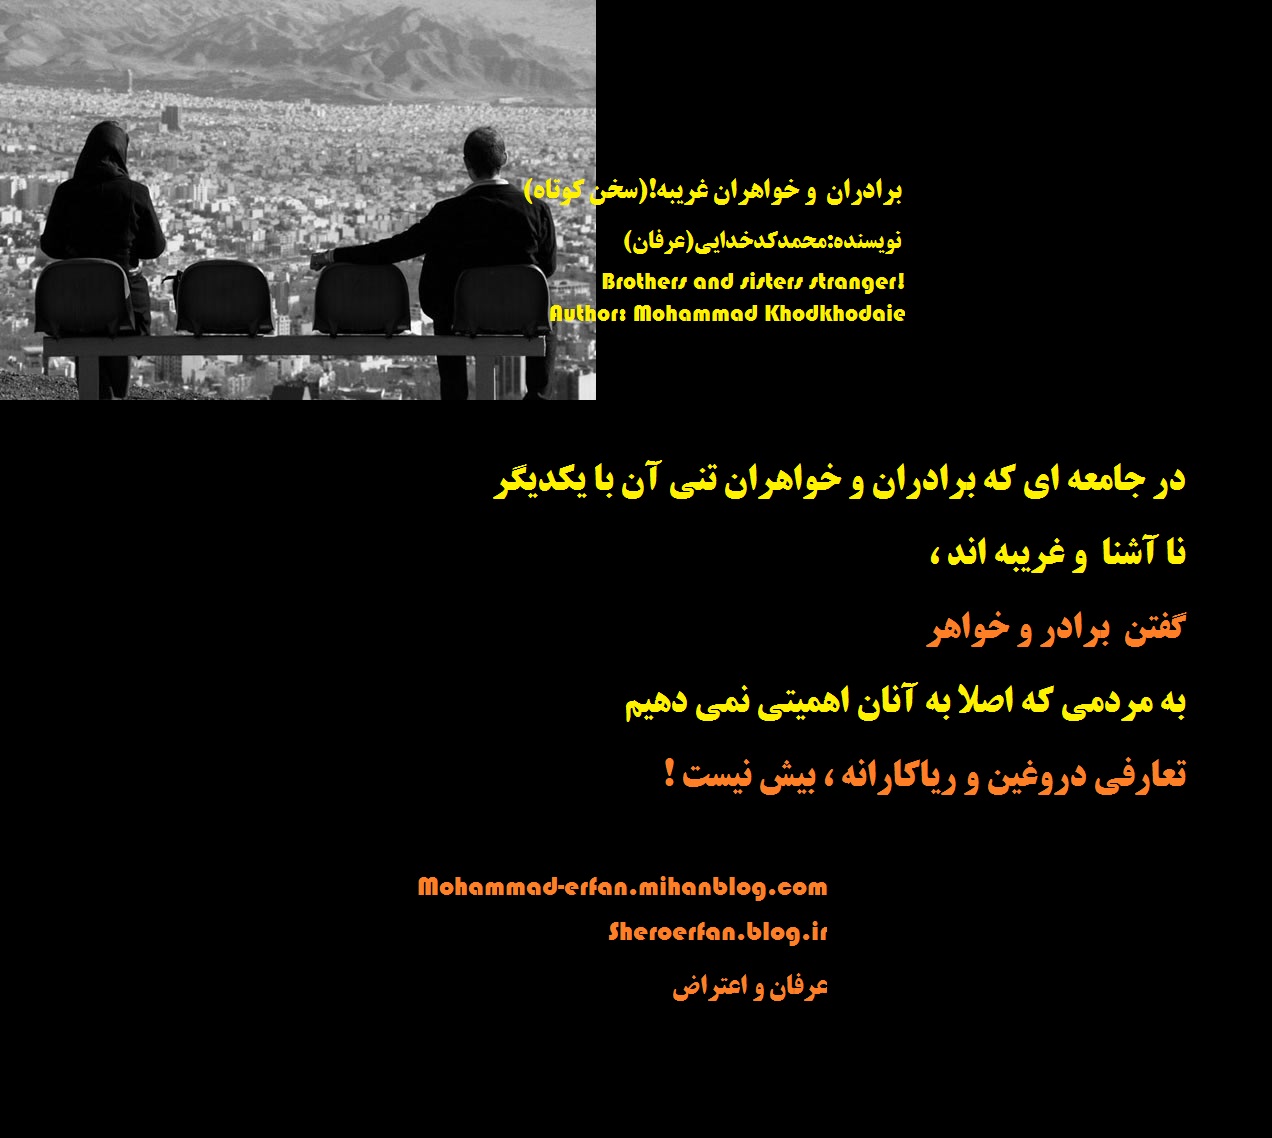 برادران و خواهران غریبه!(سخن کوتاه)
نویسنده:محمدکدخدایی(عرفان)
Brothers and sisters stranger!
Author: Mohammad Khodkhodaie
در جامعه ای که برادران و خواهران تنی آن با یکدیگر
نا آشنا و غریبه اند ،
گفتن برادر و خواهر
به مردمی که اصلا به آنان اهمیتی نمی دهیم
تعارفی دروغین و ریاکارانه ، بیش نیست !
Mohammad-erfan.mihanblog.com
Sheroerfan.blog.ir
عرفان و اعتراض